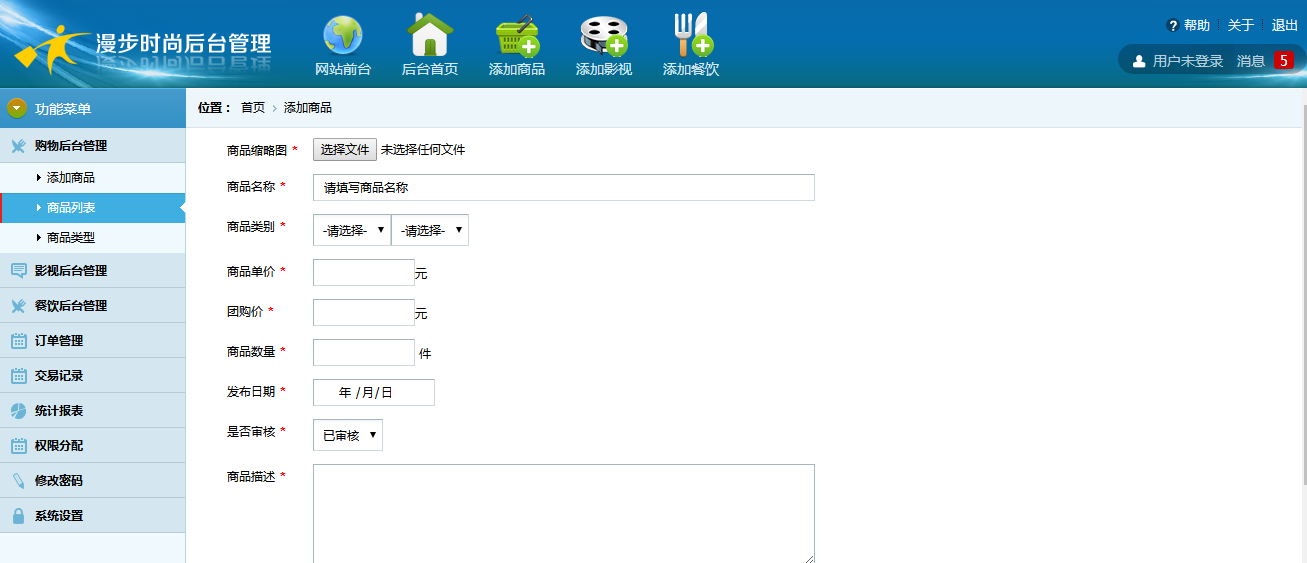 漫步时尚后台管理
网站前台
后台首页
添加商品
添加影视
添加餐饮
帮助
关于
退出
用户未登录 消息 5
功能菜单
购物后台管理
添加商品
商品列表
商品类型
影视后台管理
餐饮后台管理
订单管理
交易记录
统计报表
权限分配
修改密码
系统设置
位置： 首页 › 添加商品
商品缩略图 * 选择文件 未选择任何文件
商品名称 * 请填写商品名称
商品类别 * -请选择- -请选择-
商品单价 * 元
团购价 * 元
商品数量 * 件
发布日期 * 年 /月/日
是否审核 * 已审核
商品描述 *